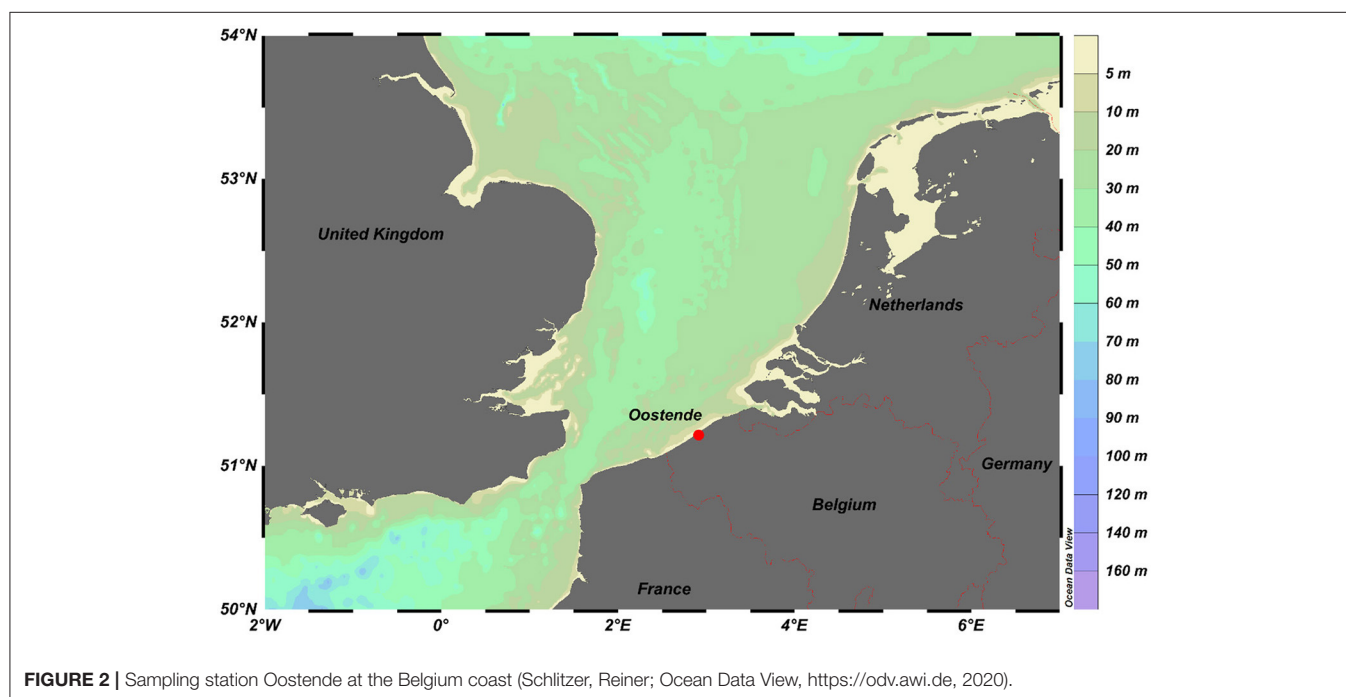 54°N
53°N
52°N
51°N
50°N
2°W
0°
2°E
4°E
6°E
United Kingdom
Netherlands
Oostende
Germany
Belgium
France
5 m
10 m
20 m
30 m
40 m
50 m
60 m
70 m
80 m
90 m
100 m
120 m
140 m
160 m
Ocean Data View
FIGURE 2 | Sampling station Oostende at the Belgium coast (Schlitzer, Reiner; Ocean Data View, https://odv.awi.de, 2020).